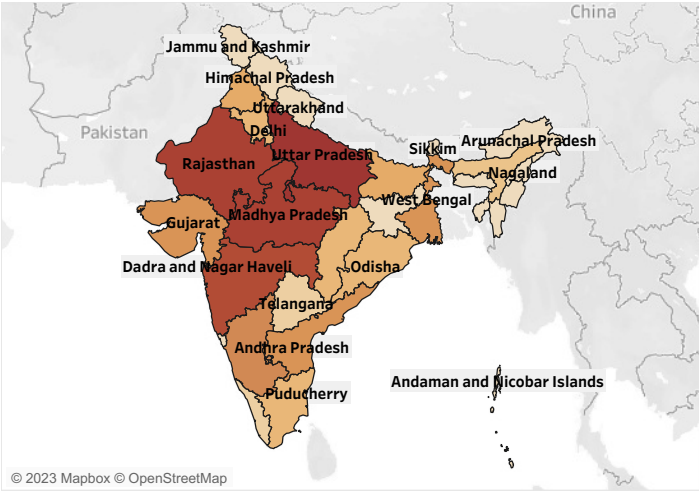 China
Jammu and Kashmir
Himachal Pradesh
Uttarakhand
Pakistan
Delhi
Sikkim
Arunachal Pradesh
Rajasthan
Uttar Pradesh
Nagaland
West Bengal
Gujarat
Madhya Pradesh
Dadra and Nagar Haveli
Odisha
Telangana
Andhra Pradesh
Andaman and Nicobar Islands
Puducherry
© 2023 Mapbox © OpenStreetMap